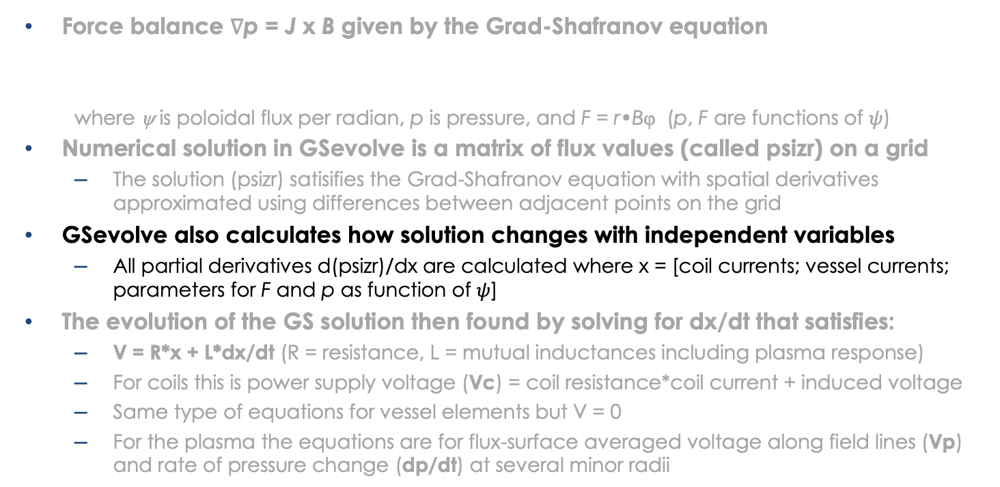 • Force balance ∇p = J x B given by the Grad-Shafranov equation
where ψ is poloidal flux per radian, p is pressure, and F = r•Bφ (p, F are functions of ψ)
• Numerical solution in GSevolve is a matrix of flux values (called psizr) on a grid
– The solution (psizr) satisifies the Grad-Shafranov equation with spatial derivatives
approximated using differences between adjacent points on the grid
• GSevolve also calculates how solution changes with independent variables
– All partial derivatives d(psizr)/dx are calculated where x = [coil currents; vessel currents;
parameters for F and p as function of ψ]
• The evolution of the GS solution then found by solving for dx/dt that satisfies:
– V = R*x + L*dx/dt (R = resistance, L = mutual inductances including plasma response)
– For coils this is power supply voltage (Vc) = coil resistance*coil current + induced voltage
– Same type of equations for vessel elements but V = 0
– For the plasma the equations are for flux-surface averaged voltage along field lines (Vp)
and rate of pressure change (dp/dt) at several minor radii